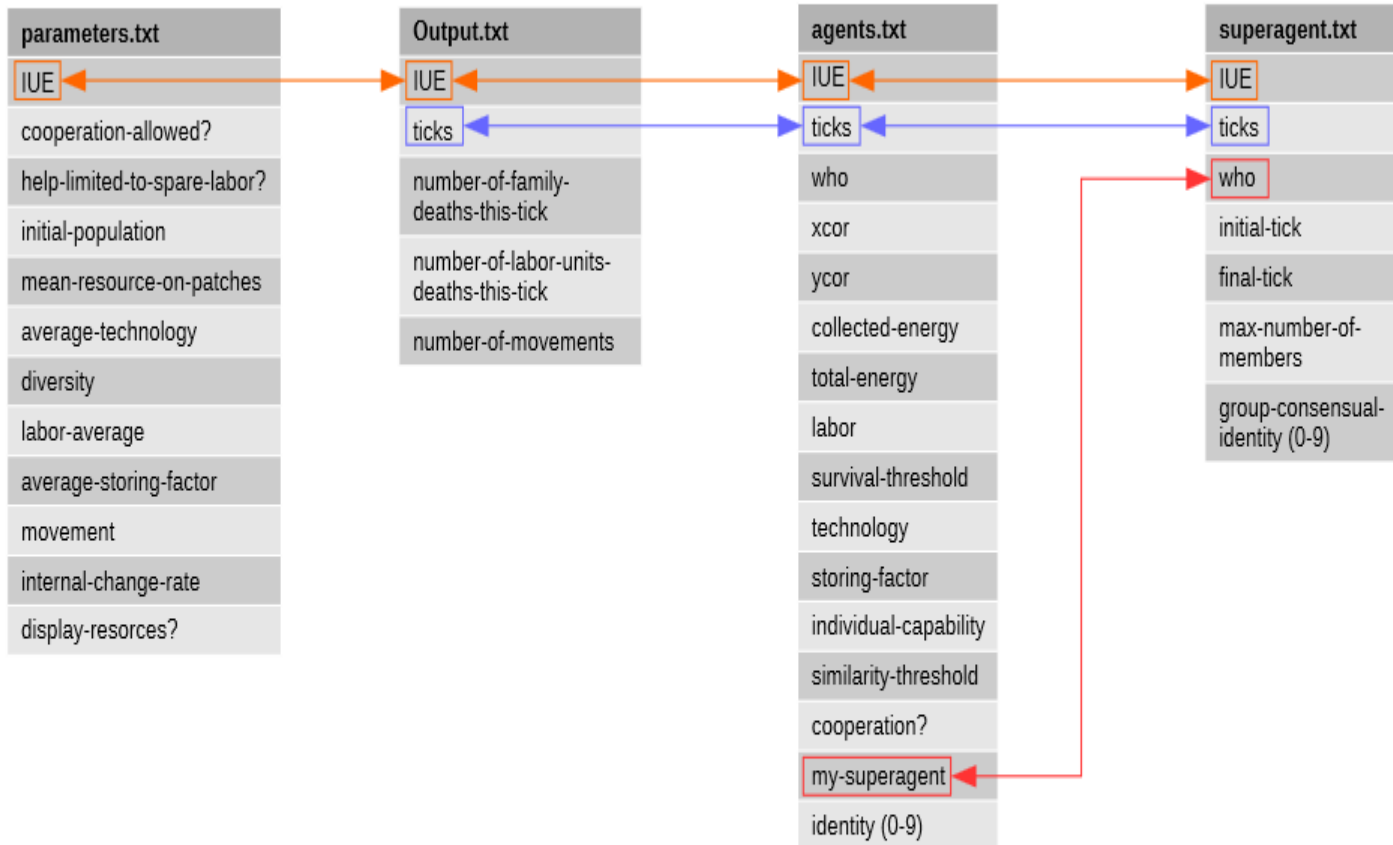 parameters.txt
IUE
cooperation-allowed?
help-limited-to-spare-labor?
initial-population
mean-resource-on-patches
average-technology
diversity
labor-average
average-storing-factor
movement
internal-change-rate
display-resorces?
Output.txt
IUE
ticks
number-of-family-
deaths-this-tick
number-of-labor-units-
deaths-this-tick
number-of-movements
agents.txt
IUE
ticks
who
xcor
ycor
collected-energy
total-energy
labor
survival-threshold
technology
storing-factor
individual-capability
similarity-threshold
cooperation?
my-superagent
identity (0-9)
superagent.txt
IUE
ticks
who
initial-tick
final-tick
max-number-of-
members
group-consensual-
identity (0-9)